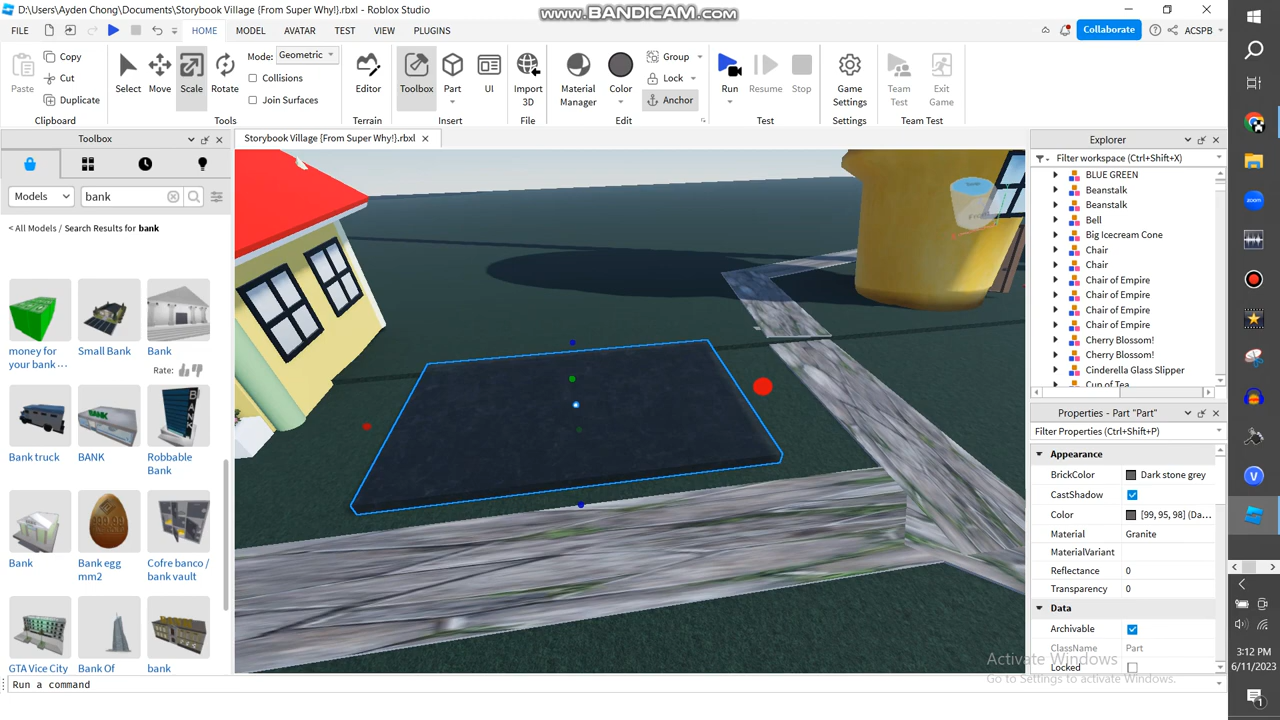 D:\Users\Ayden Chong\Documents\Storybook Village {From Super Why!}.rbxl - Roblox Studio
www.BANDICAM.com
FILE HOME MODEL AVATAR TEST VIEW PLUGINS Collaborate ACSPB
Copy
Cut
Duplicate
Paste
Clipboard
Select Move Scale Rotate
Mode: Geometric
Collisions
Join Surfaces
Tools
Editor
Terrain
Toolbox Part UI
Insert
Import 3D
File
Material Manager
Color
Group
Lock
Anchor
Edit
Run Resume Stop
Test
Game Settings
Settings
Team Test
Exit Game
Team Test
Toolbox
Storybook Village {From Super Why!}.rbxl
Models bank
< All Models / Search Results for bank
money for your bank ...
Small Bank
Bank
Rate:
Bank truck
BANK
BANK
Robbable Bank
Bank
Bank egg mm2
Cofre banco / bank vault
GTA Vice City
Bank Of
bank
Explorer
Filter workspace (Ctrl+Shift+X)
BLUE GREEN
Beanstalk
Beanstalk
Bell
Big Icecream Cone
Chair
Chair
Chair of Empire
Chair of Empire
Chair of Empire
Chair of Empire
Cherry Blossom!
Cherry Blossom!
Cinderella Glass Slipper
Cup of Tea
Properties - Part "Part"
Filter Properties (Ctrl+Shift+P)
Appearance
BrickColor Dark stone grey
CastShadow
Color [99, 95, 98] (Da...
Material Granite
MaterialVariant
Reflectance 0
Transparency 0
Data
Archivable
ClassName Part
Locked
Activate Windows
Go to Settings to activate Windows.
Run a command
zoom
3:12 PM
6/11/2023
1